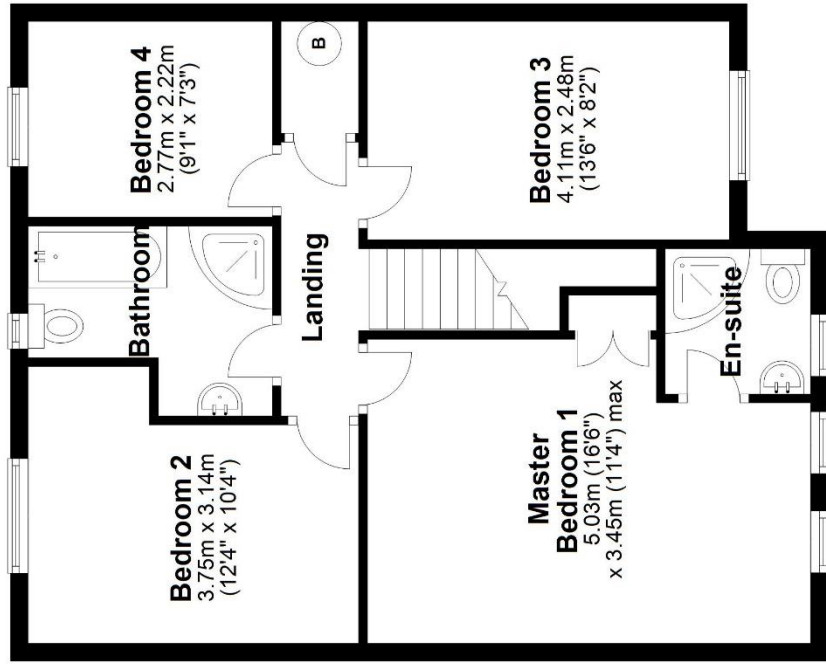 Bedroom 4
2.77m x 2.22m
(9'1" x 7'3")
B
Bedroom 3
4.11m x 2.48m
(13'6" x 8'2")
Bathroom
Landing
En-suite
Bedroom 2
3.75m x 3.14m
(12'4" x 10'4")
Master
Bedroom 1
5.03m (16'6")
x 3.45m (11'4") max